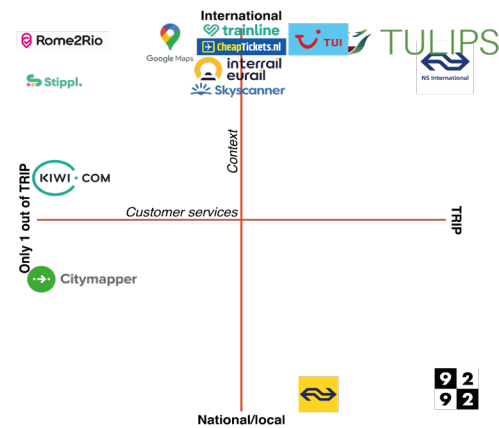 International
Rome2Rio
Google Maps
trainline
CheapTickets.nl
TUI
TULIPS
interrail
eurail
NS International
Stippl.
Skyscanner
Context
KIWI.COM
Only 1 out of TRIP
Customer services
TRIP
Citymapper
9 2
9 2
National/local